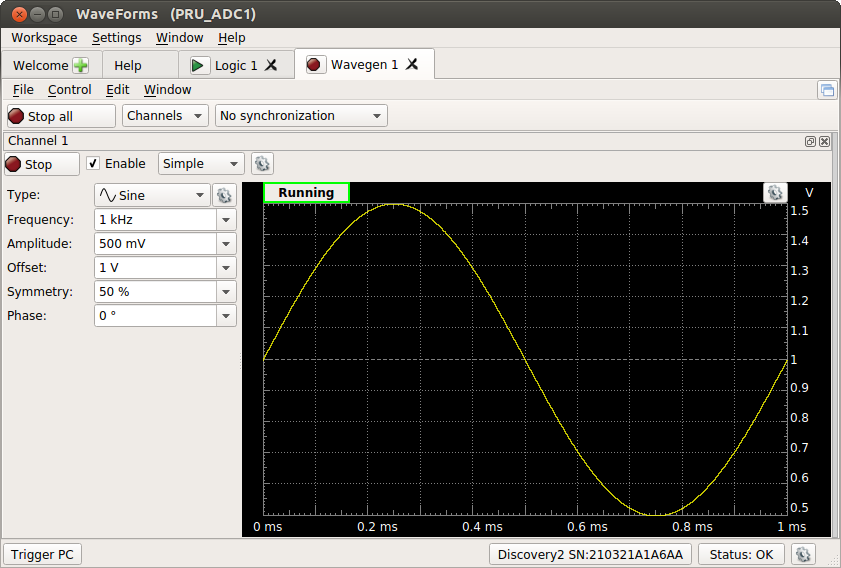 WaveForms (PRU_ADC1)
Workspace Settings Window Help
Welcome Help Logic 1 Wavegen 1
File Control Edit Window
Stop all Channels No synchronization
Channel 1
Stop Enable Simple
Type: Sine
Frequency: 1 kHz
Amplitude: 500 mV
Offset: 1 V
Symmetry: 50 %
Phase: 0 °
Running V
1.5
1.4
1.3
1.2
1.1
1
0.9
0.8
0.7
0.6
0.5
0 ms 0.2 ms 0.4 ms 0.6 ms 0.8 ms 1 ms
Trigger PC Discovery2 SN:210321A1A6AA Status: OK